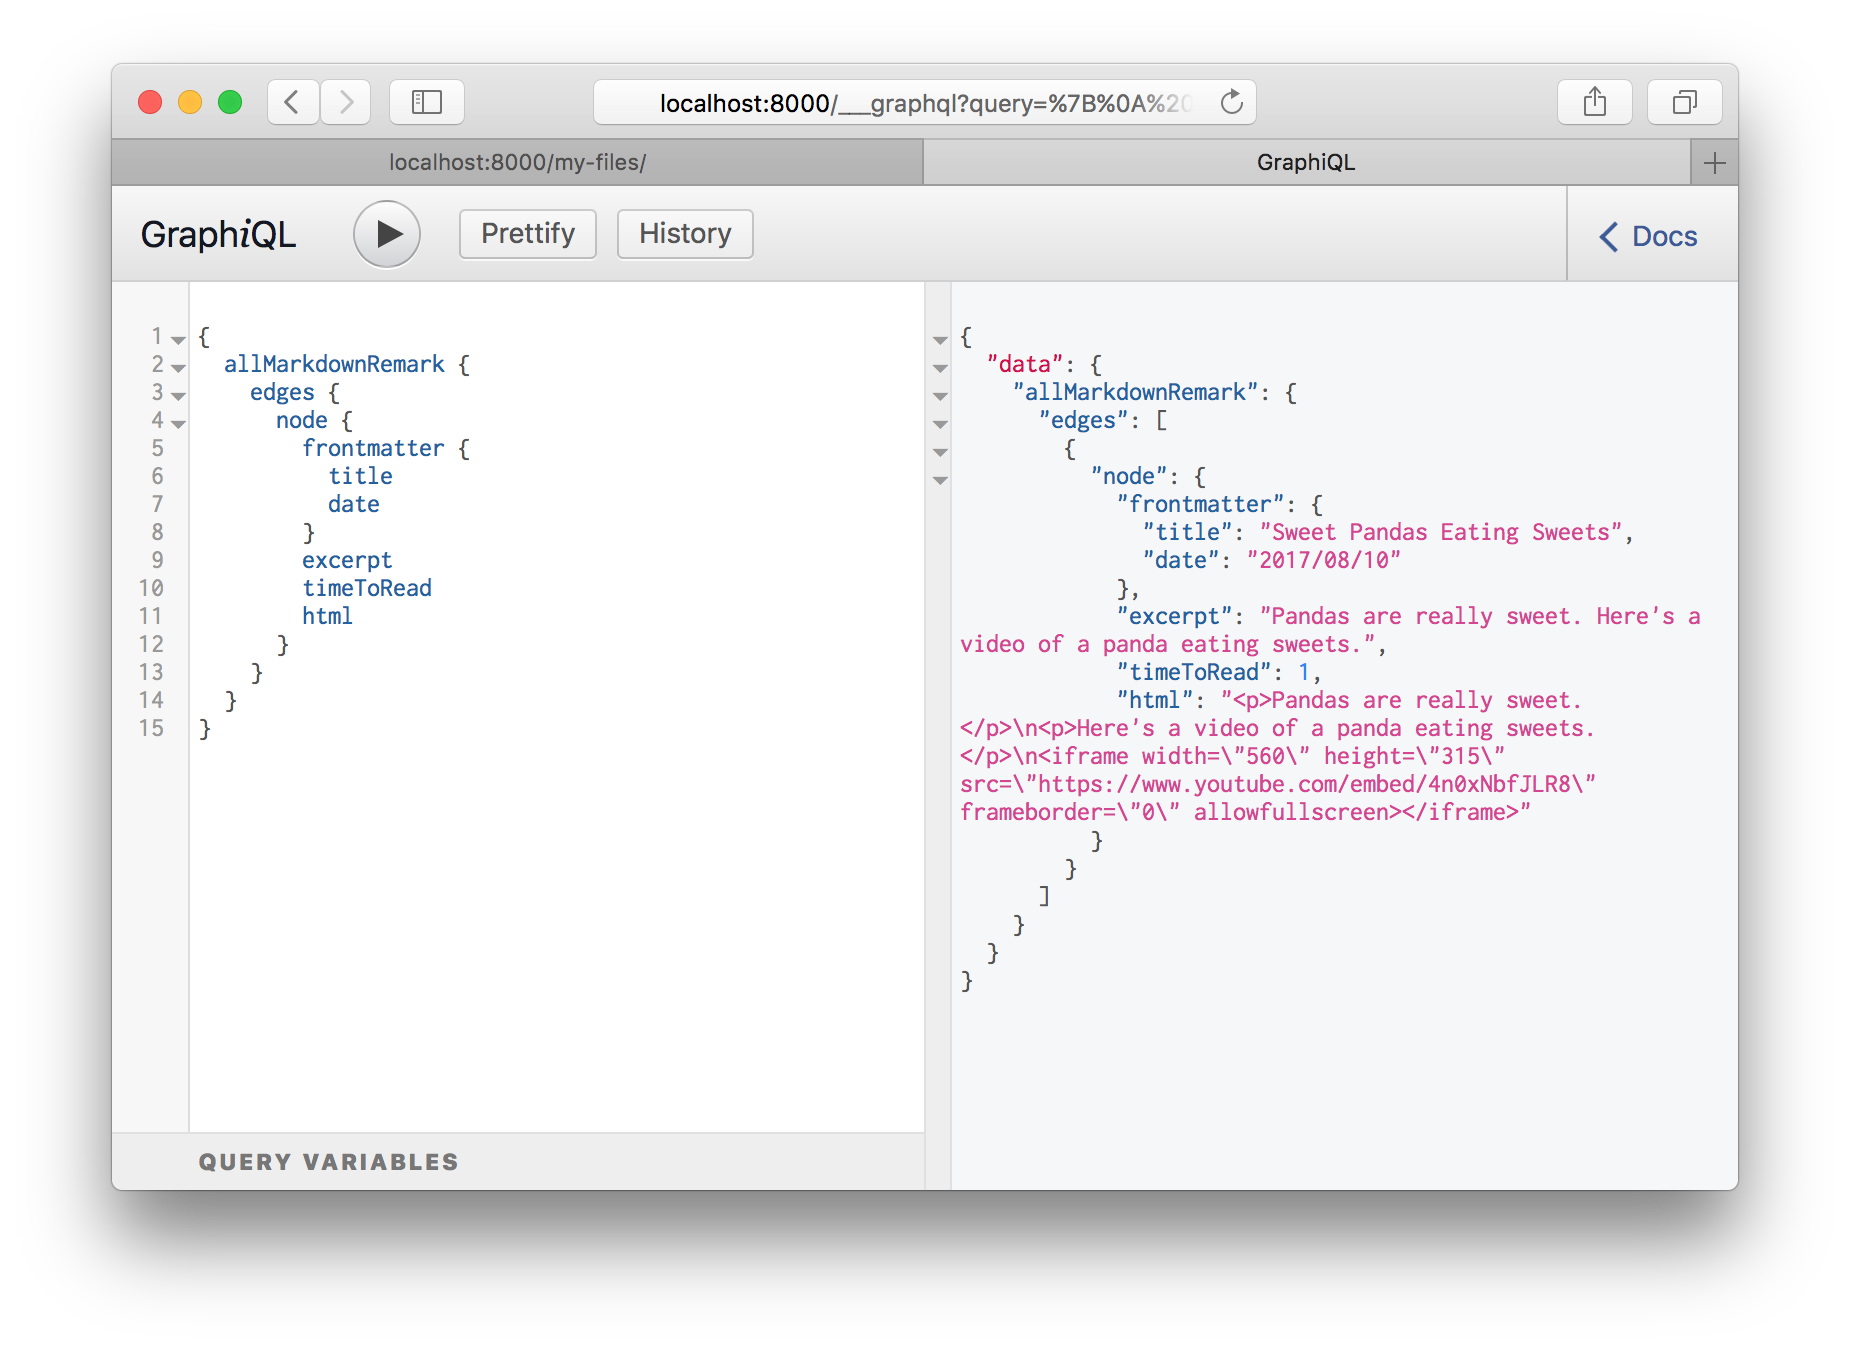 localhost:8000/___graphql?query=%7B%0A%20
localhost:8000/my-files/
GraphiQL
GraphiQL
Prettify
History
Docs
1 {
2 allMarkdownRemark {
3 edges {
4 node {
5 frontmatter {
6 title
7 date
8 }
9 excerpt
10 timeToRead
11 html
12 }
13 }
14 }
15 }
QUERY VARIABLES
{
"data": {
"allMarkdownRemark": {
"edges": [
{
"node": {
"frontmatter": {
"title": "Sweet Pandas Eating Sweets",
"date": "2017/08/10"
},
"excerpt": "Pandas are really sweet. Here's a
video of a panda eating sweets.",
"timeToRead": 1,
"html": "<p>Pandas are really sweet.
</p>\n<p>Here's a video of a panda eating sweets.
</p>\n<iframe width=\"560\" height=\"315\"
src=\"https://www.youtube.com/embed/4n0xNbfJLR8\"
frameborder=\"0\" allowfullscreen></iframe>"
}
}
]
}
}
}